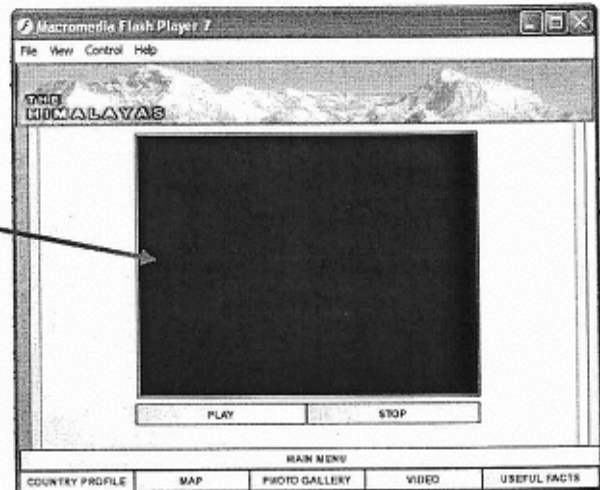 Macromedia Flash Player 7
File View Control Help
THE
HIMALAYAS
PLAY STOP
MAIN MENU
COUNTRY PROFILE MAP PHOTO GALLERY VIDEO USEFUL FACTS